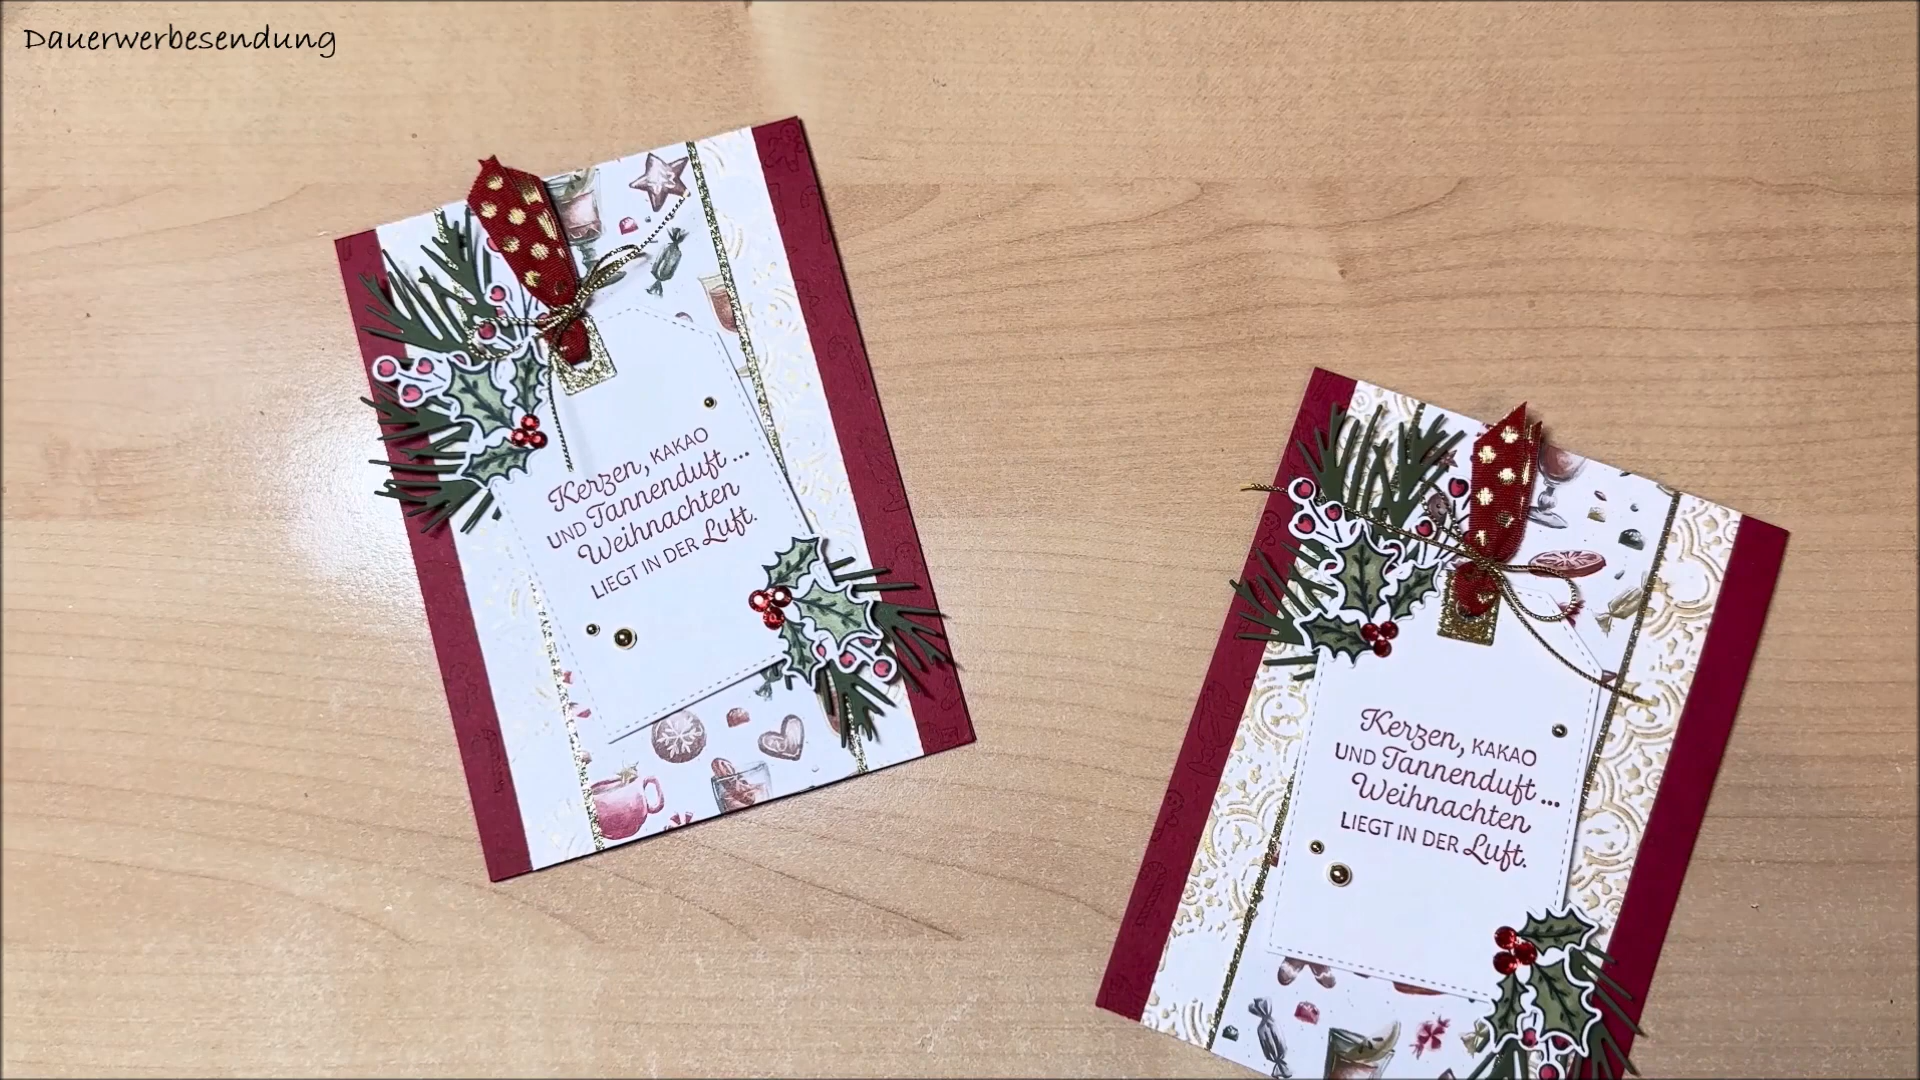 Dauerwerbesendung
Kerzen, KAKAO
UND Tannenduft ...
Weihnachten
LIEGT IN DER Luft.
Kerzen, KAKAO
UND Tannenduft ...
Weihnachten
LIEGT IN DER Luft.